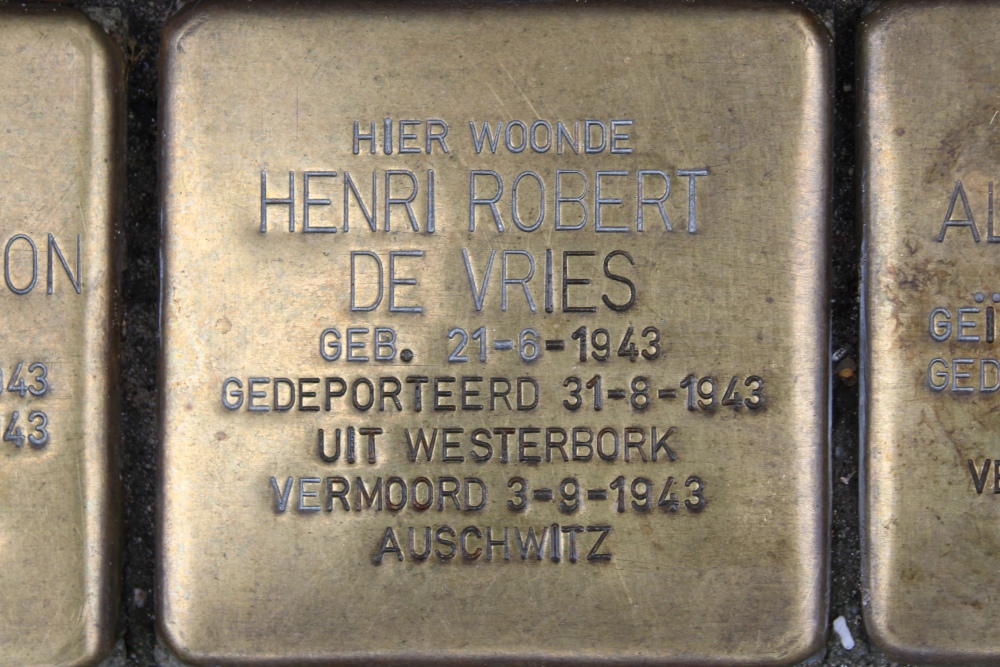 HIER WOONDE
HENRI ROBERT
DE VRIES
GEB. 21-6-1943
GEDEPORTEERD 31-8-1943
UIT WESTERBORK
VERMOORD 3-9-1943
AUSCHWITZ